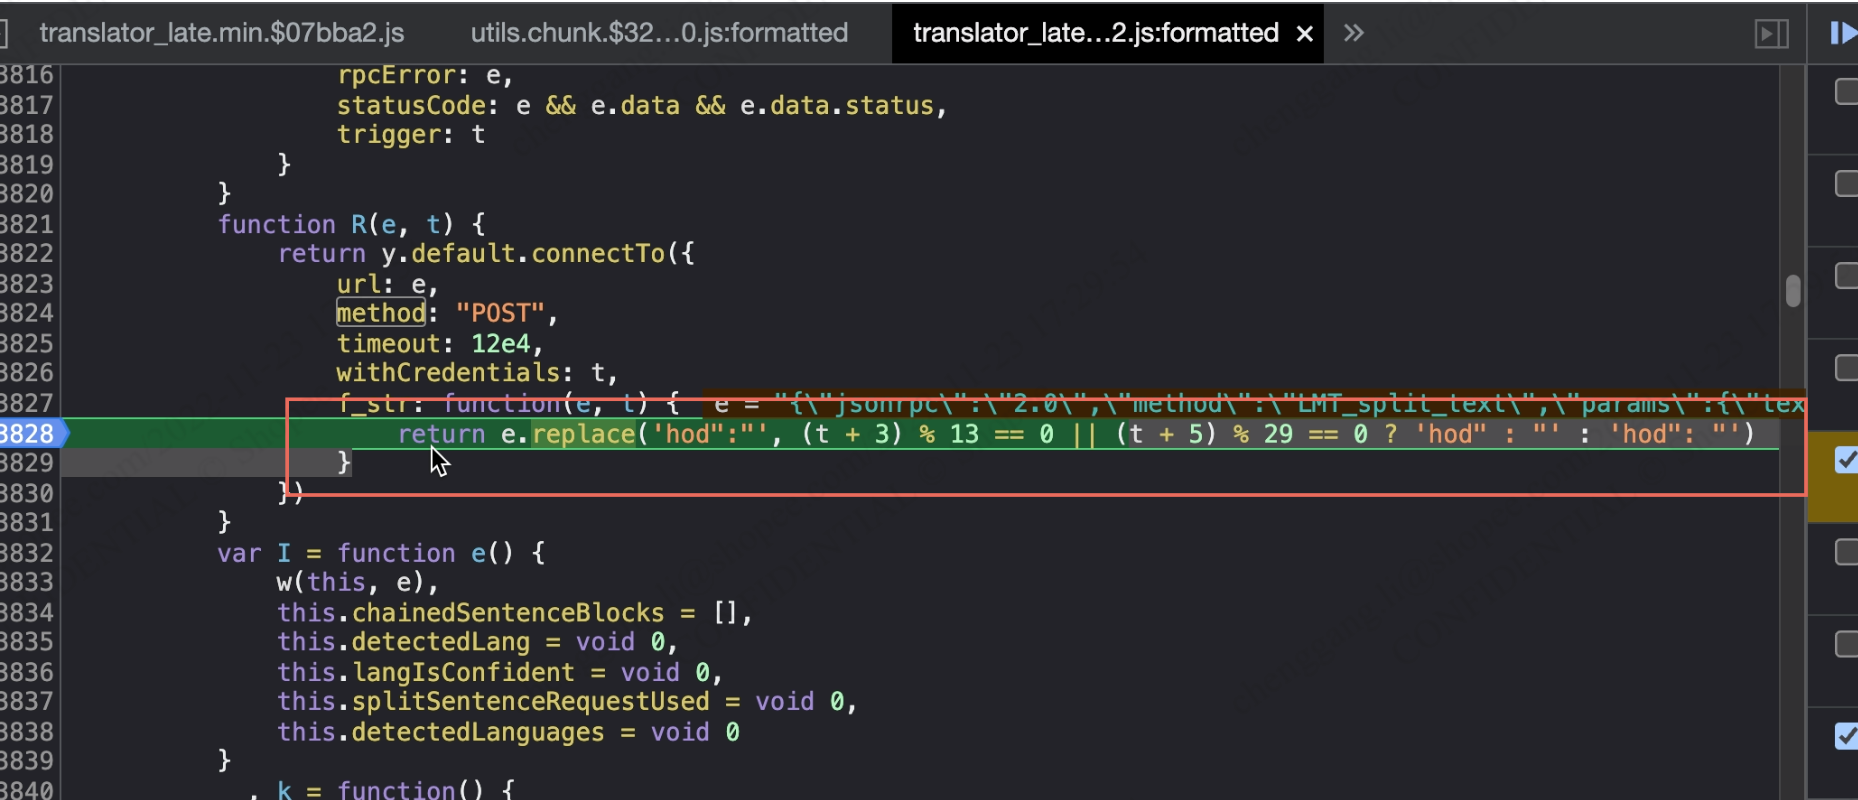 translator_late.min.$07bba2.js utils.chunk.$32...0.js:formatted translator_late...2.js:formatted × »
3816 rpcError: e,
3817 statusCode: e && e.data && e.data.status,
3818 trigger: t
3819 }
3820 }
3821 function R(e, t) {
3822 return y.default.connectTo({
3823 url: e,
3824 method: "POST",
3825 timeout: 12e4,
3826 withCredentials: t,
3827 f_str: function(e, t) { e = "{\"jsonrpc\":\"2.0\",\"method\":\"LMT_split_text\",\"params\":{\"tex
3828 return e.replace('hod":"', (t + 3) % 13 == 0 || (t + 5) % 29 == 0 ? 'hod" : "' : 'hod": "')
3829 }
3830 })
3831 }
3832 var I = function e() {
3833 w(this, e),
3834 this.chainedSentenceBlocks = [],
3835 this.detectedLang = void 0,
3836 this.langIsConfident = void 0,
3837 this.splitSentenceRequestUsed = void 0,
3838 this.detectedLanguages = void 0
3839 }
3840 , k = function() {